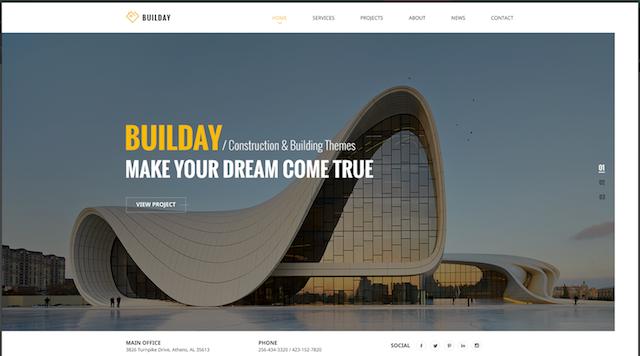 BUILDAY
HOME SERVICES PROJECTS ABOUT NEWS CONTACT
BUILDAY / Construction & Building Themes
MAKE YOUR DREAM COME TRUE
VIEW PROJECT
01
02
03
MAIN OFFICE
3826 Turnpike Drive, Athens, AL 35613
PHONE
256-434-3320 / 423-152-7820
SOCIAL